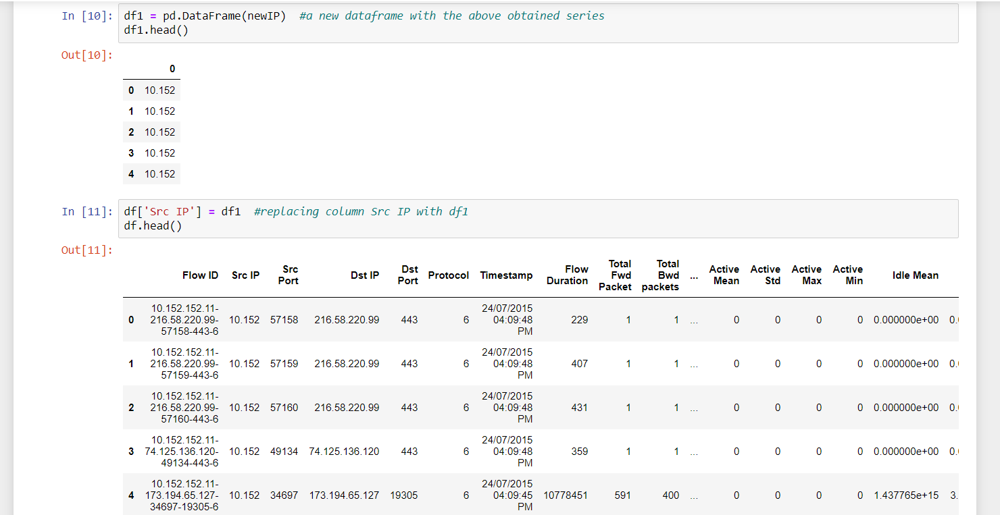 In [10]: df1 = pd.DataFrame(newIP)  #a new dataframe with the above obtained series
df1.head()
Out[10]:
0
0 10.152
1 10.152
2 10.152
3 10.152
4 10.152
In [11]: df['Src IP'] = df1  #replacing column Src IP with df1
df.head()
Out[11]:
Flow ID Src IP Src Port Dst IP Dst Port Protocol Timestamp Flow Duration Total Fwd Packet Total Bwd packets ... Active Mean Active Std Active Max Active Min Idle Mean
0 10.152.152.11-216.58.220.99-57158-443-6 10.152 57158 216.58.220.99 443 6 24/07/2015 04:09:48 PM 229 1 1 ... 0 0 0 0 0.000000e+00 0.
1 10.152.152.11-216.58.220.99-57159-443-6 10.152 57159 216.58.220.99 443 6 24/07/2015 04:09:48 PM 407 1 1 ... 0 0 0 0 0.000000e+00 0.
2 10.152.152.11-216.58.220.99-57160-443-6 10.152 57160 216.58.220.99 443 6 24/07/2015 04:09:48 PM 431 1 1 ... 0 0 0 0 0.000000e+00 0.
3 10.152.152.11-74.125.136.120-49134-443-6 10.152 49134 74.125.136.120 443 6 24/07/2015 04:09:48 PM 359 1 1 ... 0 0 0 0 0.000000e+00 0.
4 10.152.152.11-173.194.65.127-34697-19305-6 10.152 34697 173.194.65.127 19305 6 24/07/2015 04:09:45 PM 10778451 591 400 ... 0 0 0 0 1.437765e+15 3.